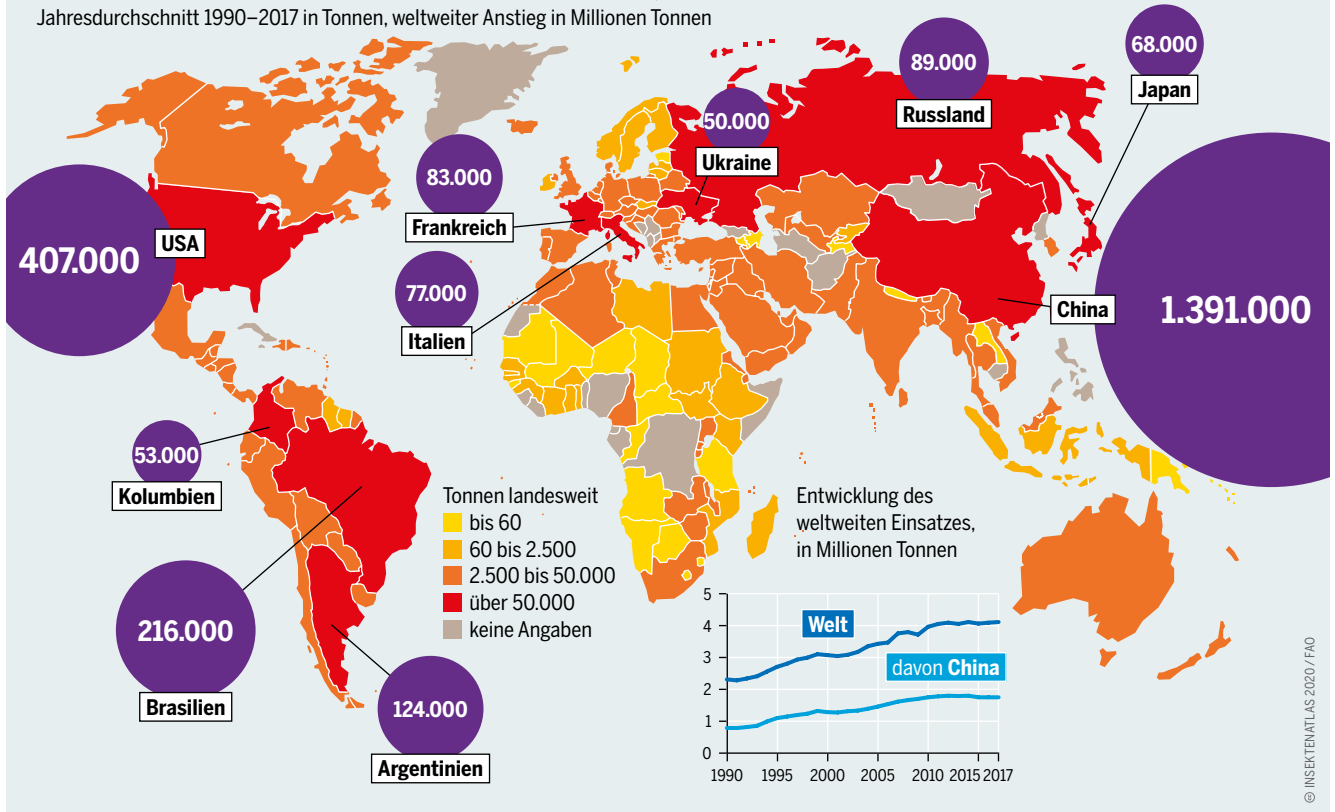 Jahresdurchschnitt 1990–2017 in Tonnen, weltweiter Anstieg in Millionen Tonnen
68.000
Japan
89.000
Russland
50.000
Ukraine
83.000
Frankreich
USA
407.000
77.000
Italien
China
1.391.000
53.000
Kolumbien
216.000
Brasilien
124.000
Argentinien
Tonnen landesweit
bis 60
60 bis 2.500
2.500 bis 50.000
über 50.000
keine Angaben
Entwicklung des
weltweiten Einsatzes,
in Millionen Tonnen
5
4
3
2
1
0
Welt
davon China
1990 1995 2000 2005 2010 2015 2017
INSEKTENATLAS 2020 / FAO